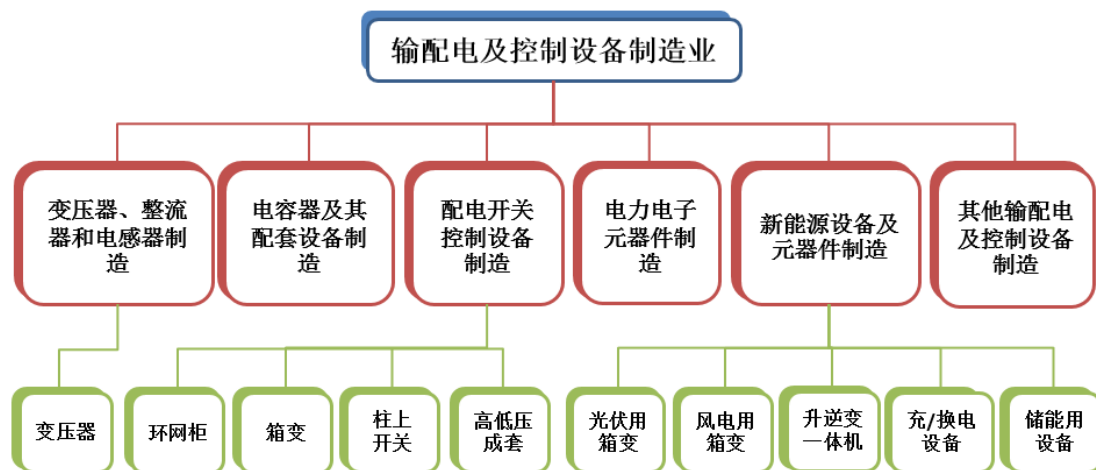 输配电及控制设备制造业
变压器、整流
器和电感器制
造
电容器及其
配套设备制
造
配电开关
控制设备
制造
电力电子
元器件制
造
新能源设备及
元器件制造
其他输配电
及控制设备
制造
变压器
环网柜
箱变
柱上
开关
高低压
成套
光伏用
箱变
风电用
箱变
升逆变
一体机
充/换电
设备
储能用
设备